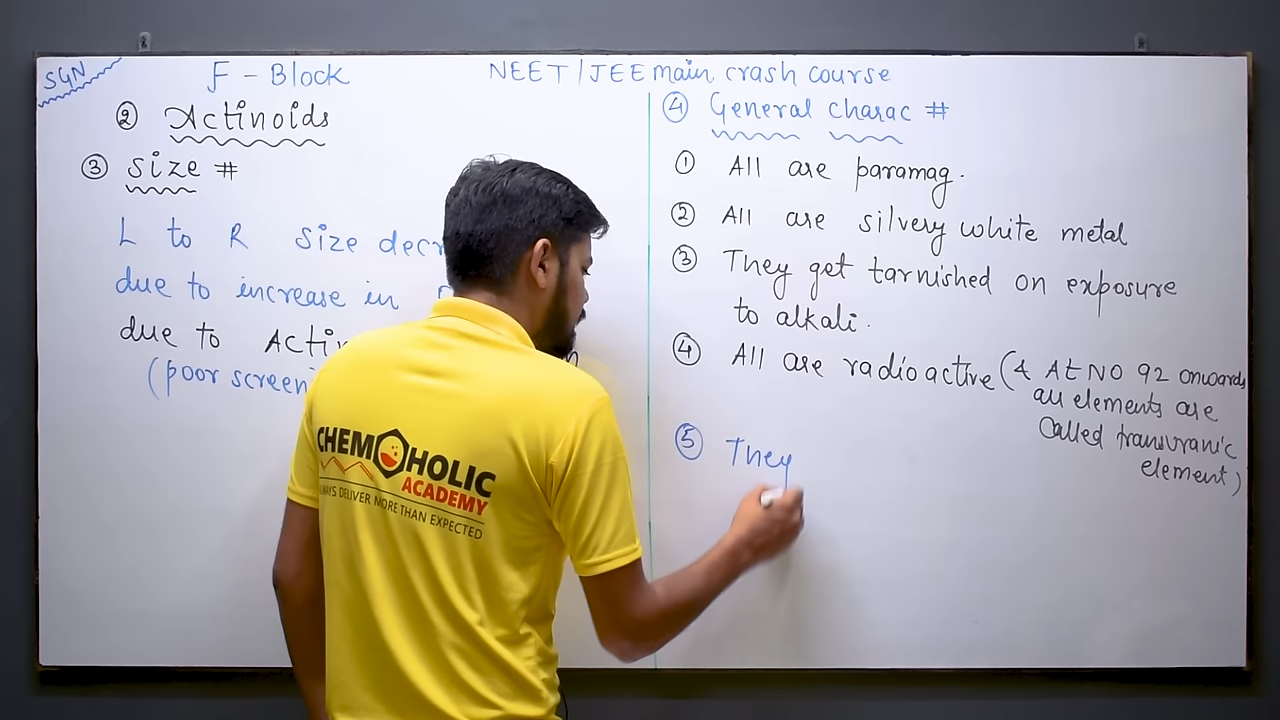 SGN
F - Block
NEET/JEE main crash course
② Actinoids
③ Size #
L to R Size decr
due to increase in
due to Acti
(poor screeni
④ General charac #
① All are paramag.
② All are silvery white metal
③ They get tarnished on exposure
to alkali.
④ All are radioactive (& At NO 92 onwards
all elements are
called transuranic
element)
⑤ They
CHEMOHOLIC
ACADEMY
ALWAYS DELIVER MORE THAN EXPECTED